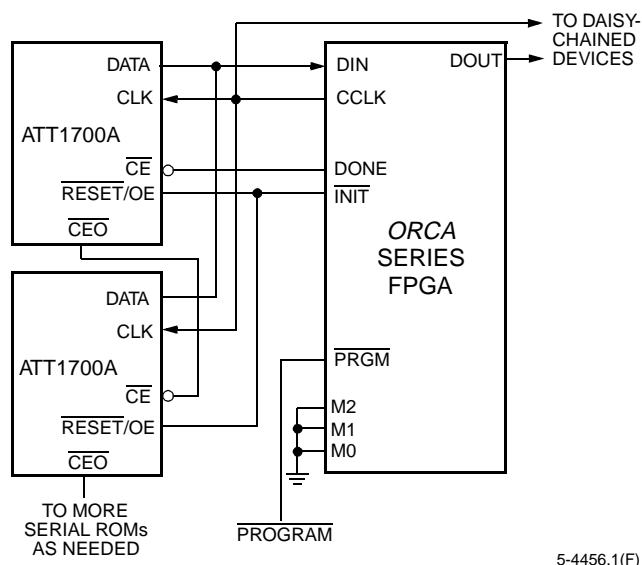 TO DAISY-
CHAINED
DEVICES
DATA
CLK
ATT1700A
CE
RESET/OE
CEO
DIN
CCLK
DONE
INIT
DOUT
ORCA
SERIES
FPGA
PRGM
M2
M1
M0
DATA
CLK
ATT1700A
CE
RESET/OE
CEO
TO MORE
SERIAL ROMs
AS NEEDED
PROGRAM
5-4456.1(F)